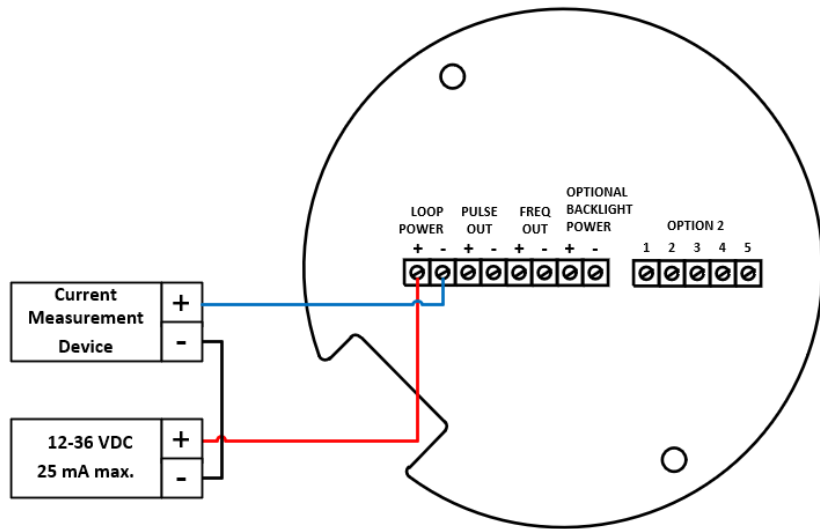 LOOP POWER
PULSE OUT
FREQ OUT
OPTIONAL BACKLIGHT POWER
OPTION 2
+ - + - + - + -
1 2 3 4 5
Current
Measurement
Device
+
-
12-36 VDC
25 mA max.
+
-